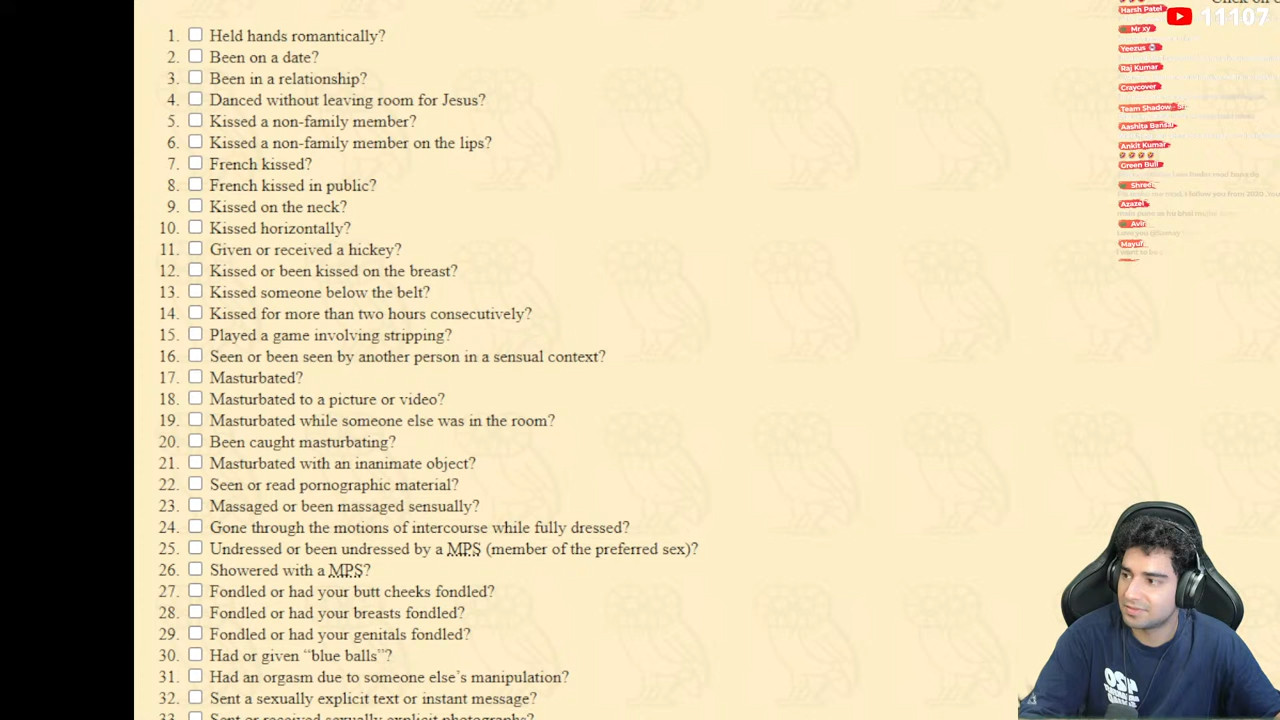 Click on
11107
Harsh Patel
Mr xy
Yeezus
Raj Kumar
Craycover
Team Shadow
Aashita Bansal
Ankit Kumar
Green Bull
Shred
Azazel
Avir
Mayur
1. Held hands romantically?
2. Been on a date?
3. Been in a relationship?
4. Danced without leaving room for Jesus?
5. Kissed a non-family member?
6. Kissed a non-family member on the lips?
7. French kissed?
8. French kissed in public?
9. Kissed on the neck?
10. Kissed horizontally?
11. Given or received a hickey?
12. Kissed or been kissed on the breast?
13. Kissed someone below the belt?
14. Kissed for more than two hours consecutively?
15. Played a game involving stripping?
16. Seen or been seen by another person in a sensual context?
17. Masturbated?
18. Masturbated to a picture or video?
19. Masturbated while someone else was in the room?
20. Been caught masturbating?
21. Masturbated with an inanimate object?
22. Seen or read pornographic material?
23. Massaged or been massaged sensually?
24. Gone through the motions of intercourse while fully dressed?
25. Undressed or been undressed by a MPS (member of the preferred sex)?
26. Showered with a MPS?
27. Fondled or had your butt cheeks fondled?
28. Fondled or had your breasts fondled?
29. Fondled or had your genitals fondled?
30. Had or given “blue balls”?
31. Had an orgasm due to someone else’s manipulation?
32. Sent a sexually explicit text or instant message?
33. Sent or received sexually explicit photographs?